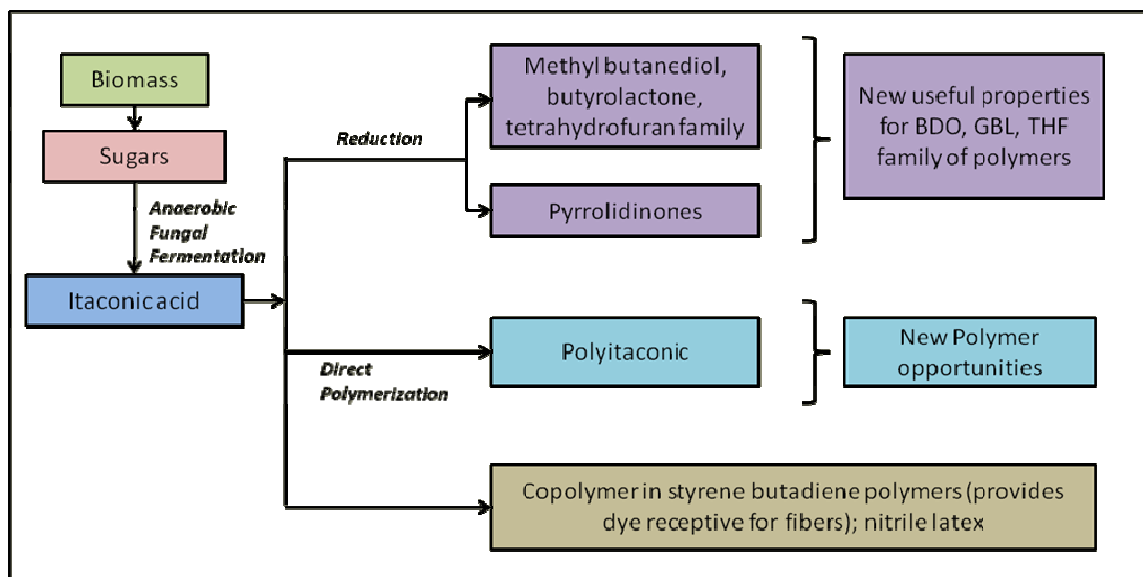 Biomass
Sugars
Anaerobic
Fungal
Fermentation
Itaconic acid
Reduction
Direct
Polymerization
Methyl butanediol,
butyrolactone,
tetrahydrofuran family
Pyrrolidinones
New useful properties
for BDO, GBL, THF
family of polymers
Polyitaconic
New Polymer
opportunities
Copolymer in styrene butadiene polymers (provides
dye receptive for fibers); nitrile latex